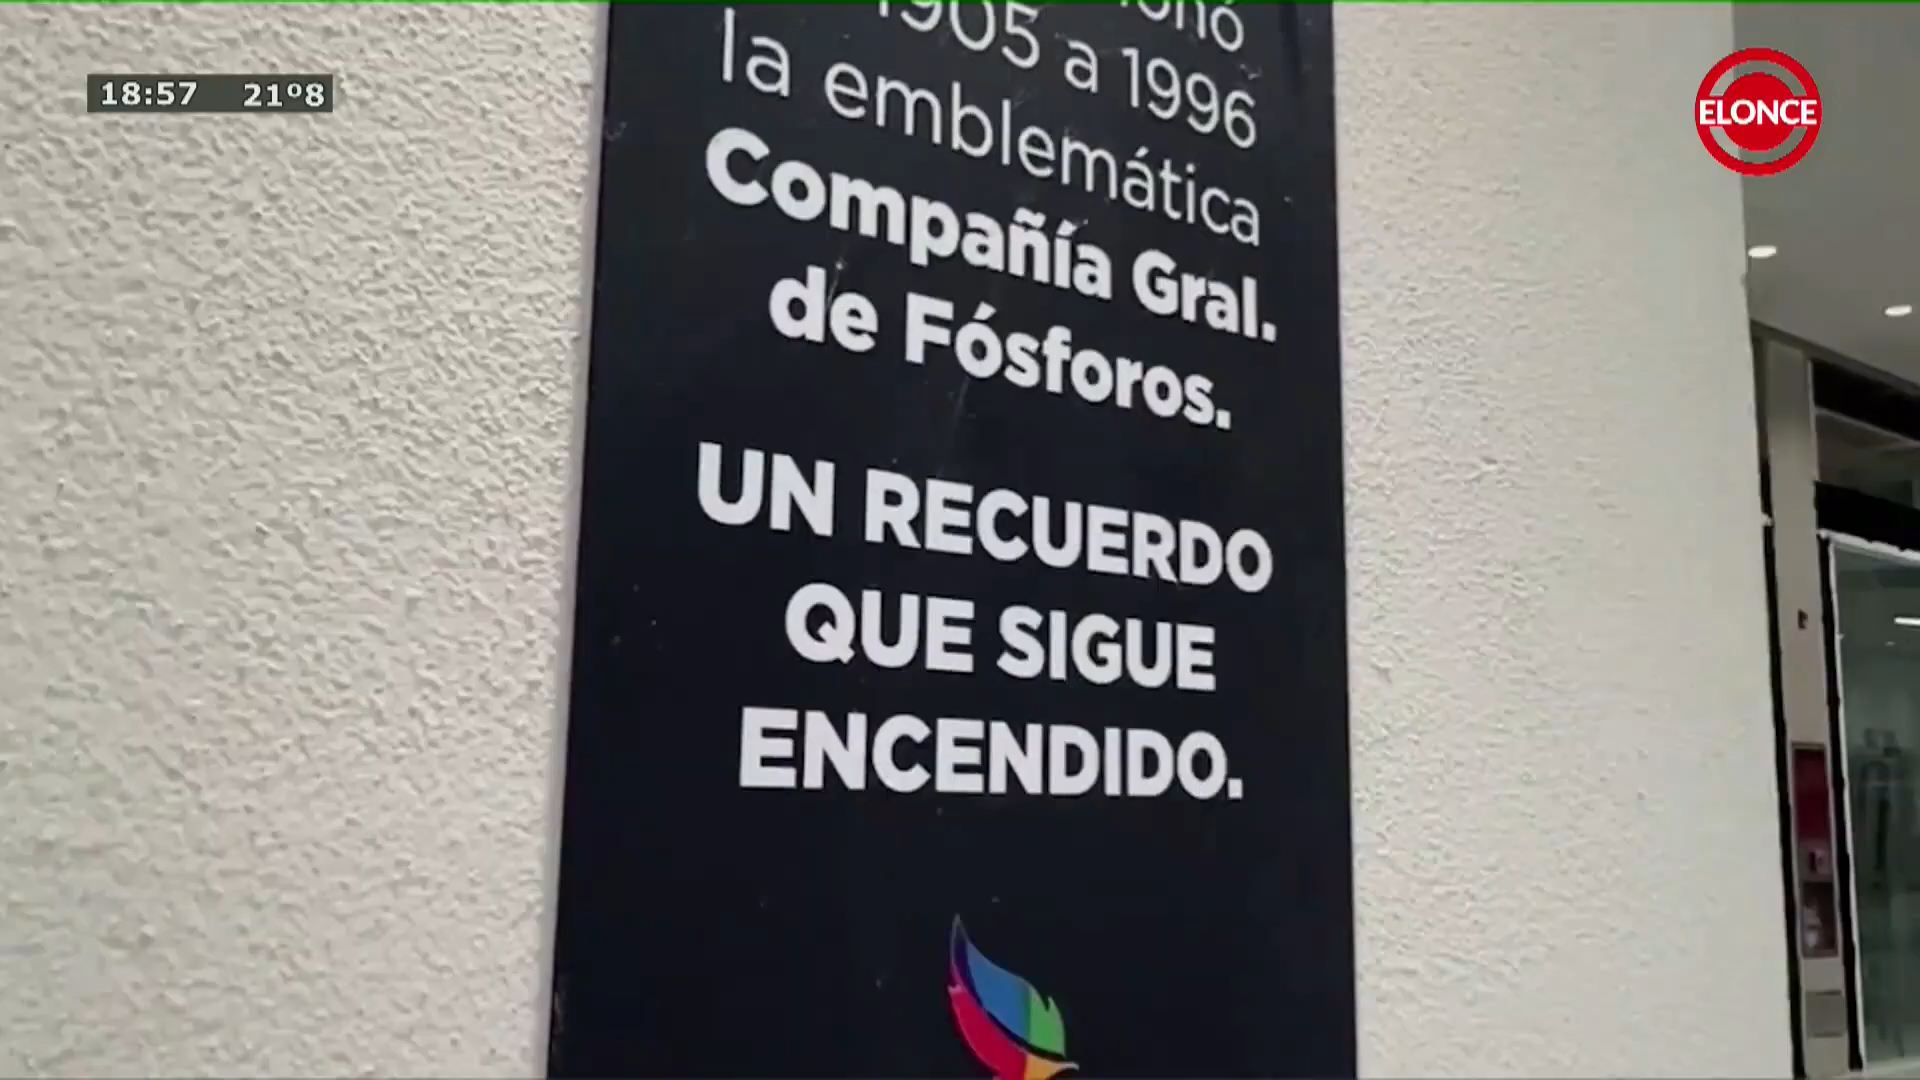 18:57 21º8
ELONCE
1905 a 1996
la emblemática
Compañía Gral.
de Fósforos.
UN RECUERDO
QUE SIGUE
ENCENDIDO.